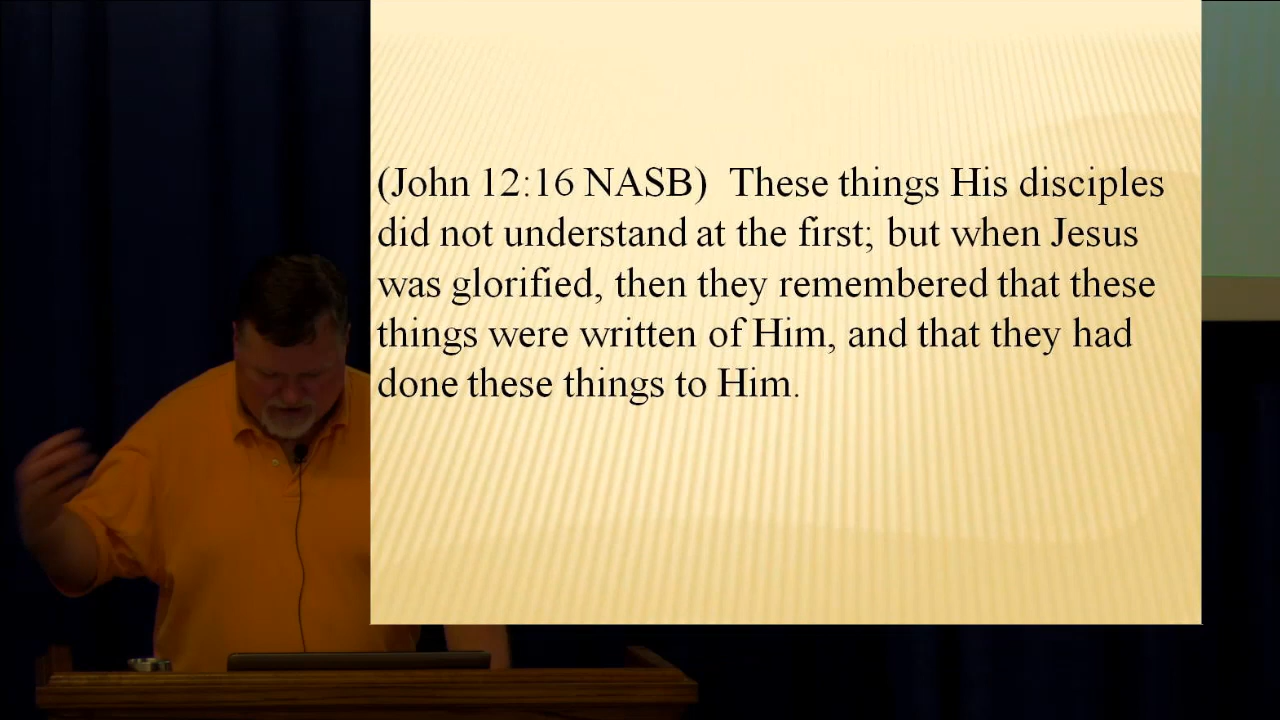 (John 12:16 NASB)  These things His disciples
did not understand at the first; but when Jesus
was glorified, then they remembered that these
things were written of Him, and that they had
done these things to Him.